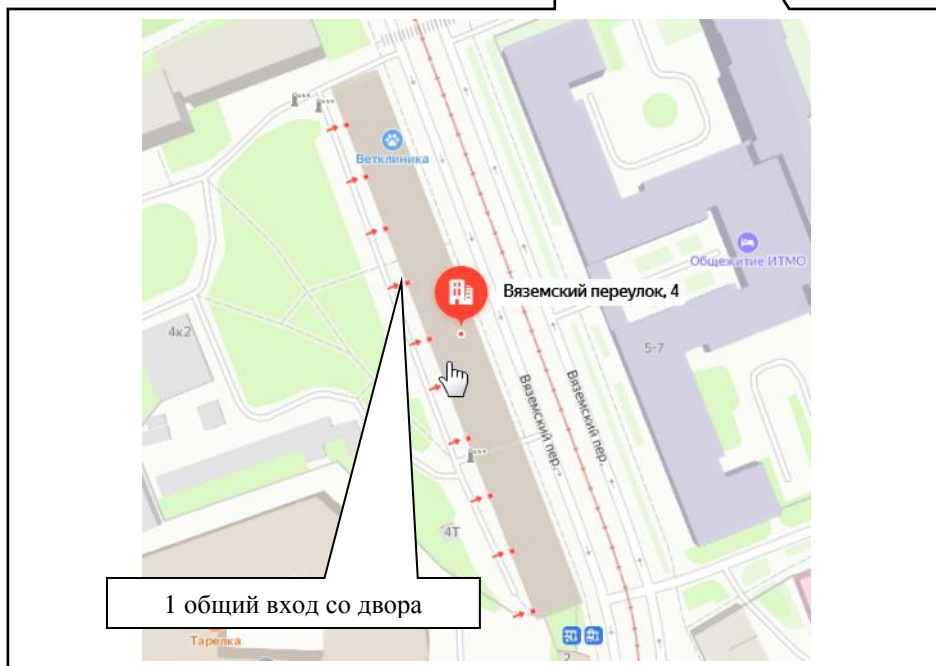 Ветклиника
Общежитие ИТМО
Вяземский переулок, 4
4к2
5-7
Вяземский пер.
Вяземский пер.
4Т
1 общий вход со двора
Тарелка
2